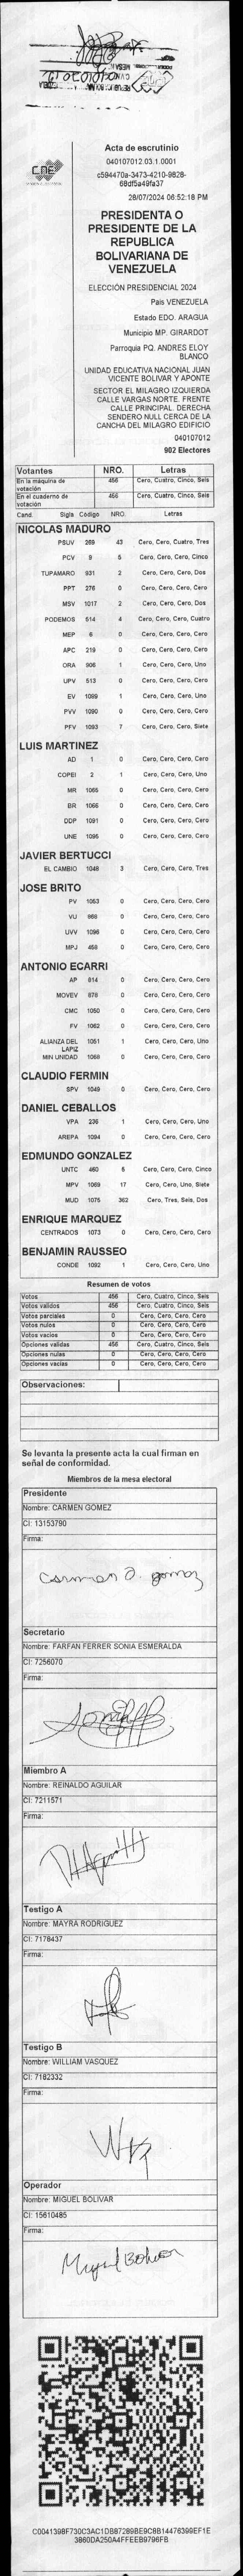 CNE
Acta de escrutinio
040107012.03.1.0001
c594470a-3473-4210-9B28-
68df5a49fa37
28/07/2024 06:52:18 PM
PRESIDENTA O
PRESIDENTE DE LA
REPUBLICA
BOLIVARIANA DE
VENEZUELA
ELECCIÓN PRESIDENCIAL 2024
País VENEZUELA
Estado EDO. ARAGUA
Municipio MP. GIRARDOT
Parroquia PQ. ANDRES ELOY
BLANCO
UNIDAD EDUCATIVA NACIONAL JUAN
VICENTE BOLIVAR Y APONTE
SECTOR EL MILAGRO IZQUIERDA
CALLE VARGAS NORTE. FRENTE
CALLE PRINCIPAL. DERECHA
SENDERO NULL CERCA DE LA
CANCHA DEL MILAGRO EDIFICIO
040107012
902 Electores
Votantes NRO. Letras
En la máquina de votación 456 Cero, Cuatro, Cinco, Seis
En el cuaderno de votación 456 Cero, Cuatro, Cinco, Seis
Cand. Sigla Código NRO. Letras
NICOLAS MADURO
PSUV 269 43 Cero, Cero, Cuatro, Tres
PCV 9 5 Cero, Cero, Cero, Cinco
TUPAMARO 931 2 Cero, Cero, Cero, Dos
PPT 276 0 Cero, Cero, Cero, Cero
MSV 1017 2 Cero, Cero, Cero, Dos
PODEMOS 514 4 Cero, Cero, Cero, Cuatro
MEP 6 0 Cero, Cero, Cero, Cero
APC 219 0 Cero, Cero, Cero, Cero
ORA 906 1 Cero, Cero, Cero, Uno
UPV 513 0 Cero, Cero, Cero, Cero
EV 1099 1 Cero, Cero, Cero, Uno
PVV 1090 0 Cero, Cero, Cero, Cero
PFV 1093 7 Cero, Cero, Cero, Siete
LUIS MARTINEZ
AD 1 0 Cero, Cero, Cero, Cero
COPEI 2 1 Cero, Cero, Cero, Uno
MR 1065 0 Cero, Cero, Cero, Cero
BR 1066 0 Cero, Cero, Cero, Cero
DDP 1091 0 Cero, Cero, Cero, Cero
UNE 1095 0 Cero, Cero, Cero, Cero
JAVIER BERTUCCI
EL CAMBIO 1048 3 Cero, Cero, Cero, Tres
JOSE BRITO
PV 1053 0 Cero, Cero, Cero, Cero
VU 968 0 Cero, Cero, Cero, Cero
UVV 1096 0 Cero, Cero, Cero, Cero
MPJ 458 0 Cero, Cero, Cero, Cero
ANTONIO ECARRI
AP 814 0 Cero, Cero, Cero, Cero
MOVEV 878 0 Cero, Cero, Cero, Cero
CMC 1050 0 Cero, Cero, Cero, Cero
FV 1062 0 Cero, Cero, Cero, Cero
ALIANZA DEL LAPIZ 1051 1 Cero, Cero, Cero, Uno
MIN UNIDAD 1068 0 Cero, Cero, Cero, Cero
CLAUDIO FERMIN
SPV 1049 0 Cero, Cero, Cero, Cero
DANIEL CEBALLOS
VPA 236 1 Cero, Cero, Cero, Uno
AREPA 1094 0 Cero, Cero, Cero, Cero
EDMUNDO GONZALEZ
UNTC 460 5 Cero, Cero, Cero, Cinco
MPV 1069 17 Cero, Cero, Uno, Siete
MUD 1075 362 Cero, Tres, Seis, Dos
ENRIQUE MARQUEZ
CENTRADOS 1073 0 Cero, Cero, Cero, Cero
BENJAMIN RAUSSEO
CONDE 1092 1 Cero, Cero, Cero, Uno
Resumen de votos
Votos 456 Cero, Cuatro, Cinco, Seis
Votos validos 456 Cero, Cuatro, Cinco, Seis
Votos parciales 0 Cero, Cero, Cero, Cero
Votos nulos 0 Cero, Cero, Cero, Cero
Votos vacios 0 Cero, Cero, Cero, Cero
Opciones validas 456 Cero, Cuatro, Cinco, Seis
Opciones nulas 0 Cero, Cero, Cero, Cero
Opciones vacias 0 Cero, Cero, Cero, Cero
Observaciones:
Se levanta la presente acta la cual firman en
señal de conformidad.
Miembros de la mesa electoral
Presidente
Nombre: CARMEN GOMEZ
CI: 13153790
Firma:
Carmen J. gomez
Secretario
Nombre: FARFAN FERRER SONIA ESMERALDA
CI: 7256070
Firma:
Miembro A
Nombre: REINALDO AGUILAR
CI: 7211571
Firma:
Testigo A
Nombre: MAYRA RODRIGUEZ
CI: 7178437
Firma:
Testigo B
Nombre: WILLIAM VASQUEZ
CI: 7182332
Firma:
Operador
Nombre: MIGUEL BOLIVAR
CI: 15610485
Firma:
Miguel Bolivar
C0041398F730C3AC1DB87289BE9C8B14476399EF1E
3860DA250A4FFEEB9796FB